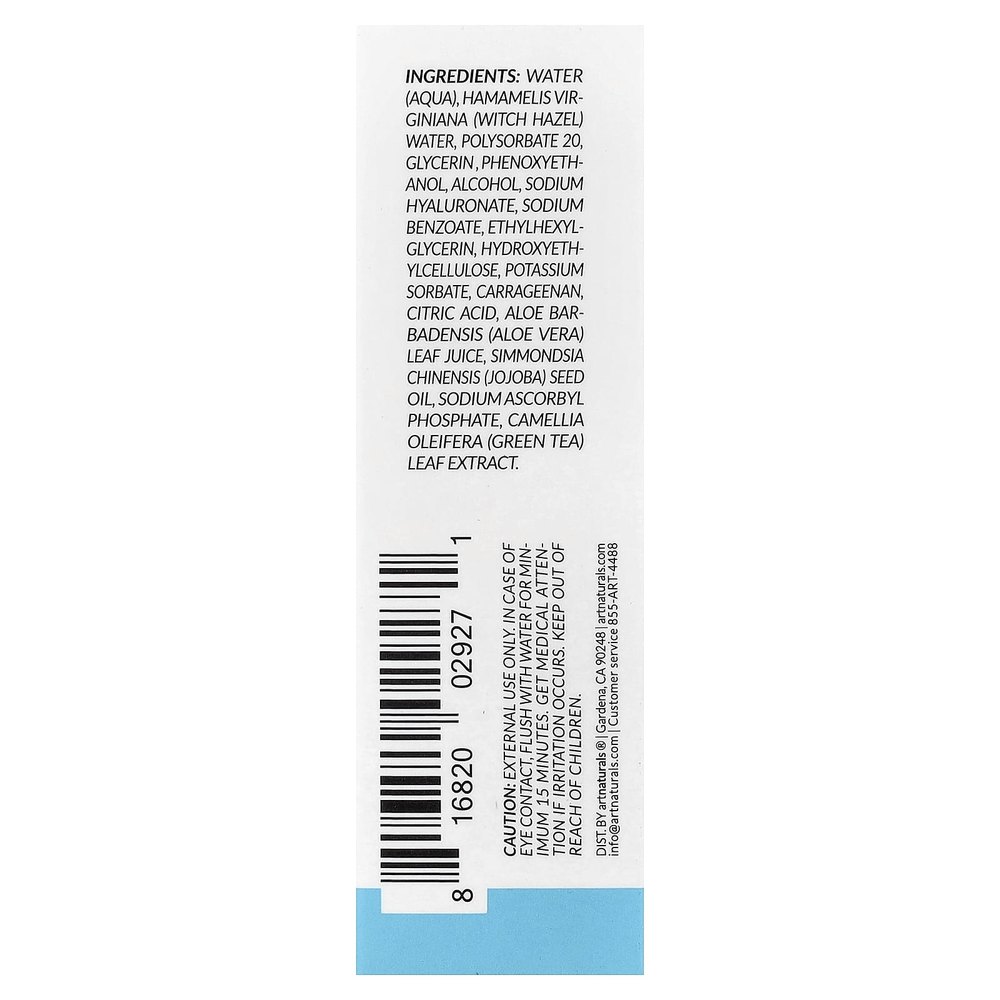 INGREDIENTS: WATER
(AQUA), HAMAMELIS VIR-
GINIANA (WITCH HAZEL)
WATER, POLYSORBATE 20,
GLYCERIN, PHENOXYETH-
ANOL, ALCOHOL, SODIUM
HYALURONATE, SODIUM
BENZOATE, ETHYLHEXYL-
GLYCERIN, HYDROXYETH-
YLCELLULOSE, POTASSIUM
SORBATE, CARRAGEENAN,
CITRIC ACID, ALOE BAR-
BADENSIS (ALOE VERA)
LEAF JUICE, SIMMONDSIA
CHINENSIS (JOJOBA) SEED
OIL, SODIUM ASCORBYL
PHOSPHATE, CAMELLIA
OLEIFERA (GREEN TEA)
LEAF EXTRACT.
8 16820 02927 1
CAUTION: EXTERNAL USE ONLY. IN CASE OF
EYE CONTACT, FLUSH WITH WATER FOR MIN-
IMUM 15 MINUTES. GET MEDICAL ATTEN-
TION IF IRRITATION OCCURS. KEEP OUT OF
REACH OF CHILDREN.
DIST. BY artnaturals® | Gardena, CA 90248 | artnaturals.com
info@artnaturals.com | Customer service 855-ART-4488